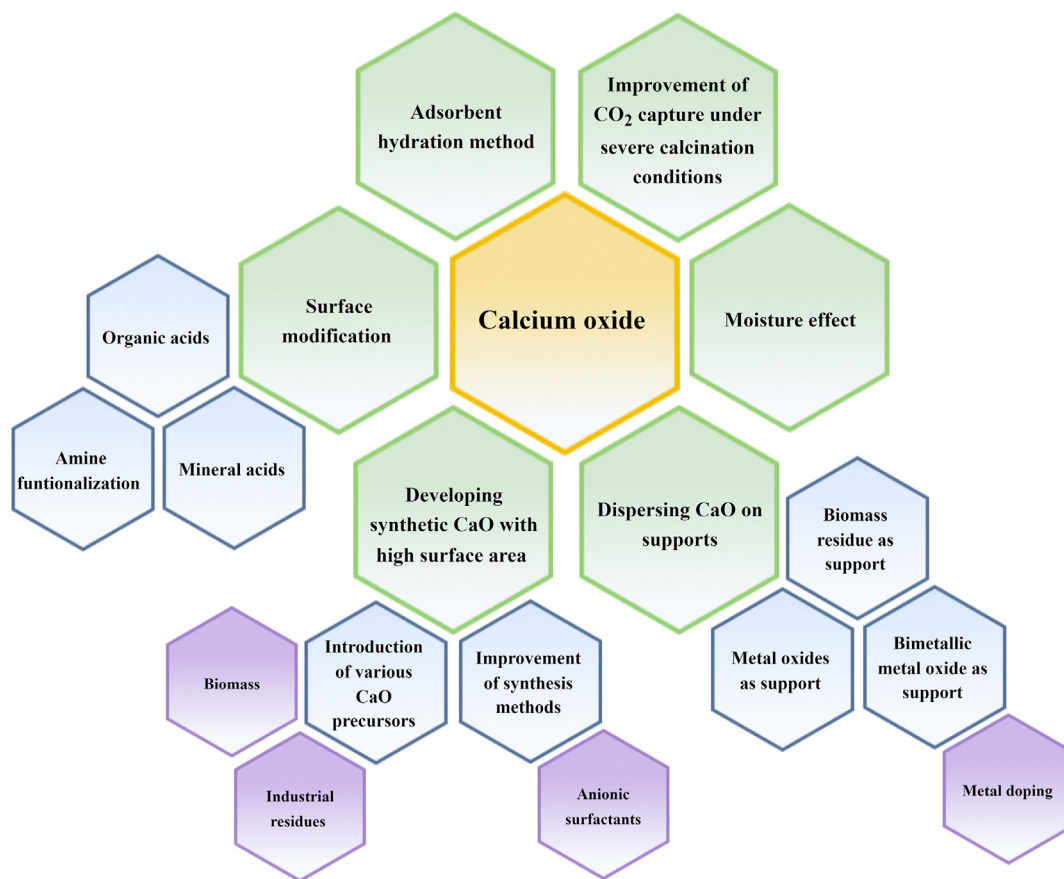 Adsorbent
hydration method
Improvement of
CO₂ capture under
severe calcination
conditions
Surface
modification
Calcium oxide
Moisture effect
Organic acids
Amine
funtionalization
Mineral acids
Developing
synthetic CaO with
high surface area
Dispersing CaO on
supports
Biomass
residue as
support
Metal oxides
as support
Bimetallic
metal oxide as
support
Metal doping
Introduction of
various CaO
precursors
Improvement
of synthesis
methods
Biomass
Industrial
residues
Anionic
surfactants